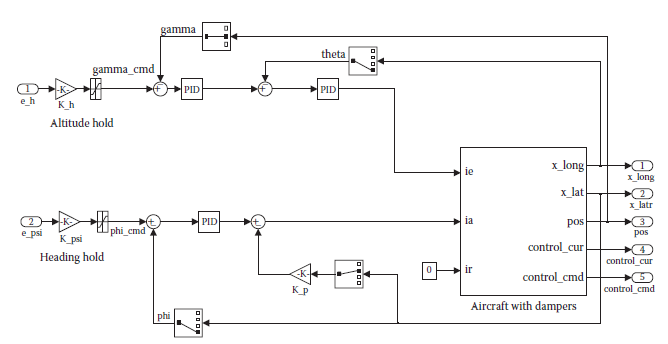 gamma
theta
gamma_cmd
1
-K-
PID
PID
e_h
K_h
Altitude hold
ie
x_long
1
x_long
x_lat
2
x_latr
2
-K-
PID
ia
pos
3
e_psi
K_psi
phi_cmd
pos
Heading hold
control_cur
4
control_cur
-K-
K_p
0
ir
control_cmd
5
control_cmd
Aircraft with dampers
phi